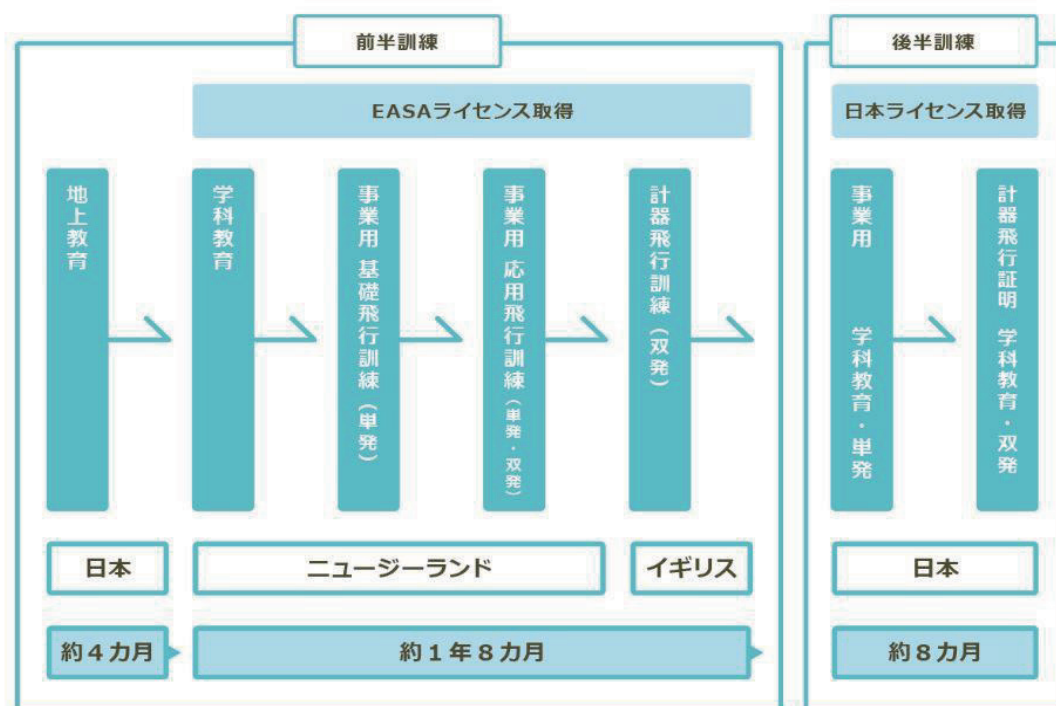 前半訓練
EASAライセンス取得
地上教育
学科教育
事業用 基礎飛行訓練（単発）
事業用 応用飛行訓練（単発・双発）
計器飛行訓練（双発）
日本
ニュージーランド
イギリス
約４カ月
約１年８カ月
後半訓練
日本ライセンス取得
事業用 学科教育・単発
計器飛行証明 学科教育・双発
日本
約８カ月